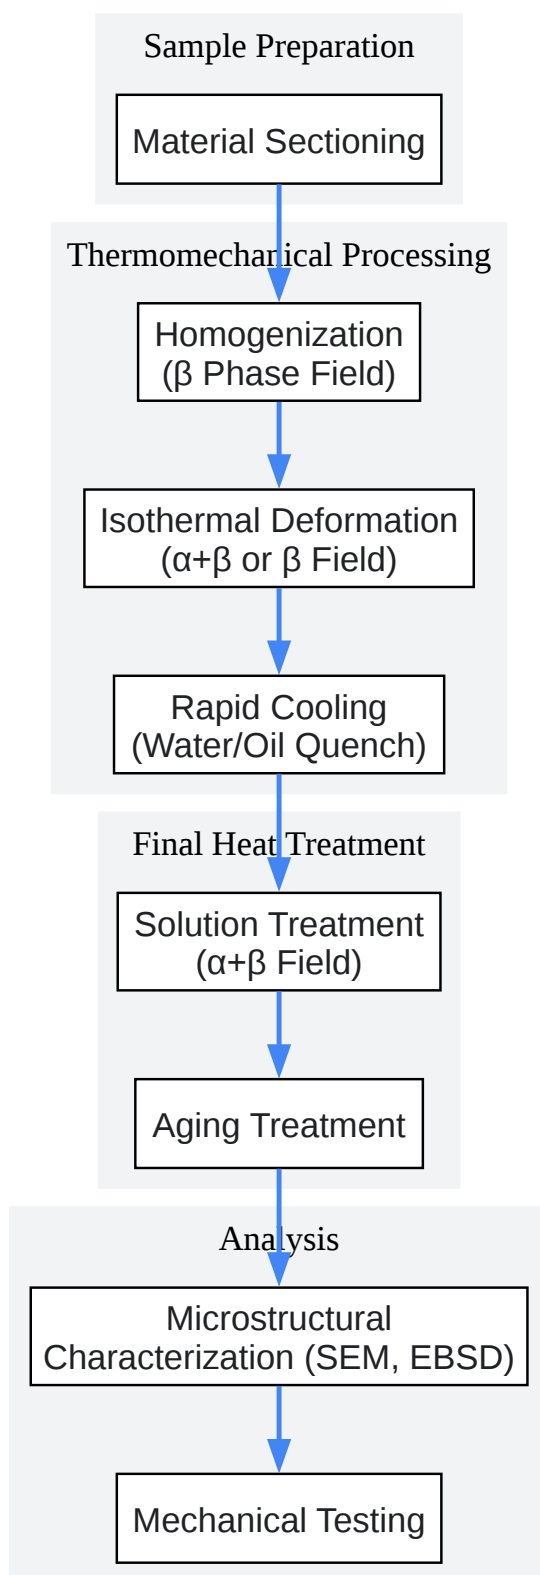 Sample Preparation
Material Sectioning
Thermomechanical Processing
Homogenization
(β Phase Field)
Isothermal Deformation
(α+β or β Field)
Rapid Cooling
(Water/Oil Quench)
Final Heat Treatment
Solution Treatment
(α+β Field)
Aging Treatment
Analysis
Microstructural
Characterization (SEM, EBSD)
Mechanical Testing